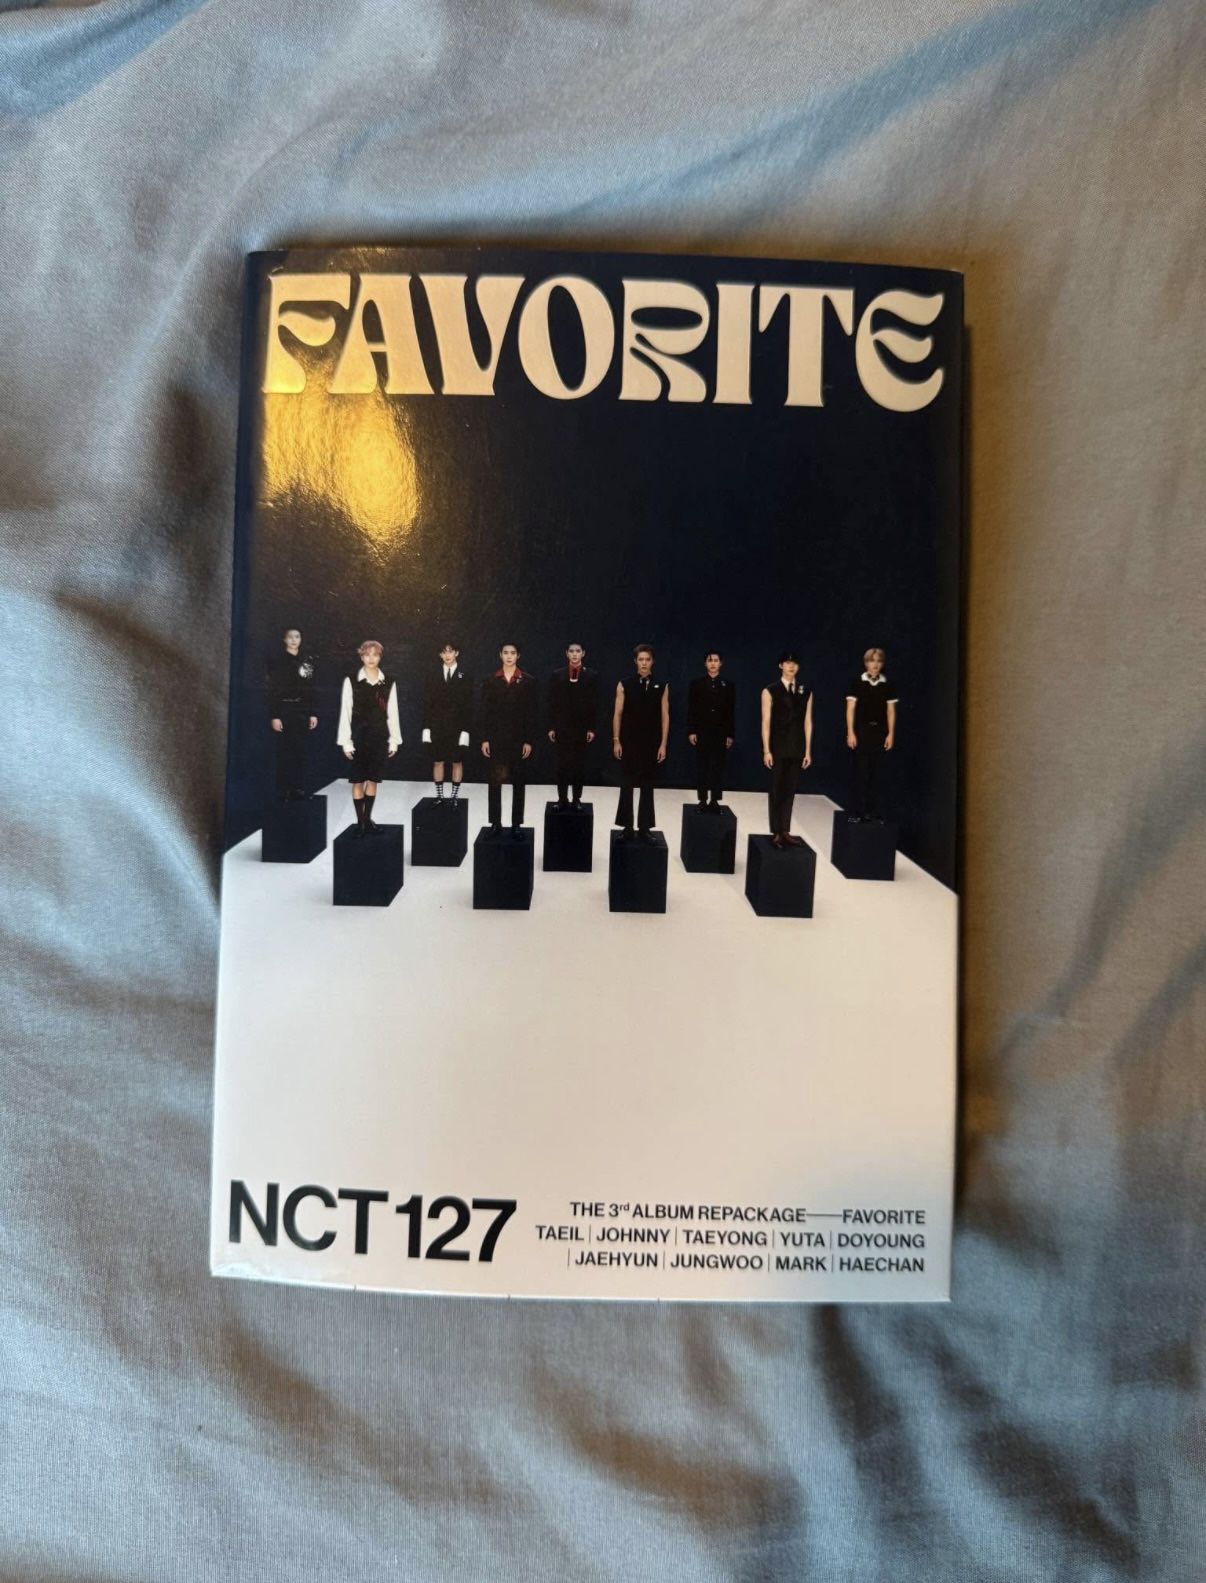 FAVORITE
NCT 127
THE 3rd ALBUM REPACKAGE——FAVORITE
TAEIL | JOHNNY | TAEYONG | YUTA | DOYOUNG
| JAEHYUN | JUNGWOO | MARK | HAECHAN